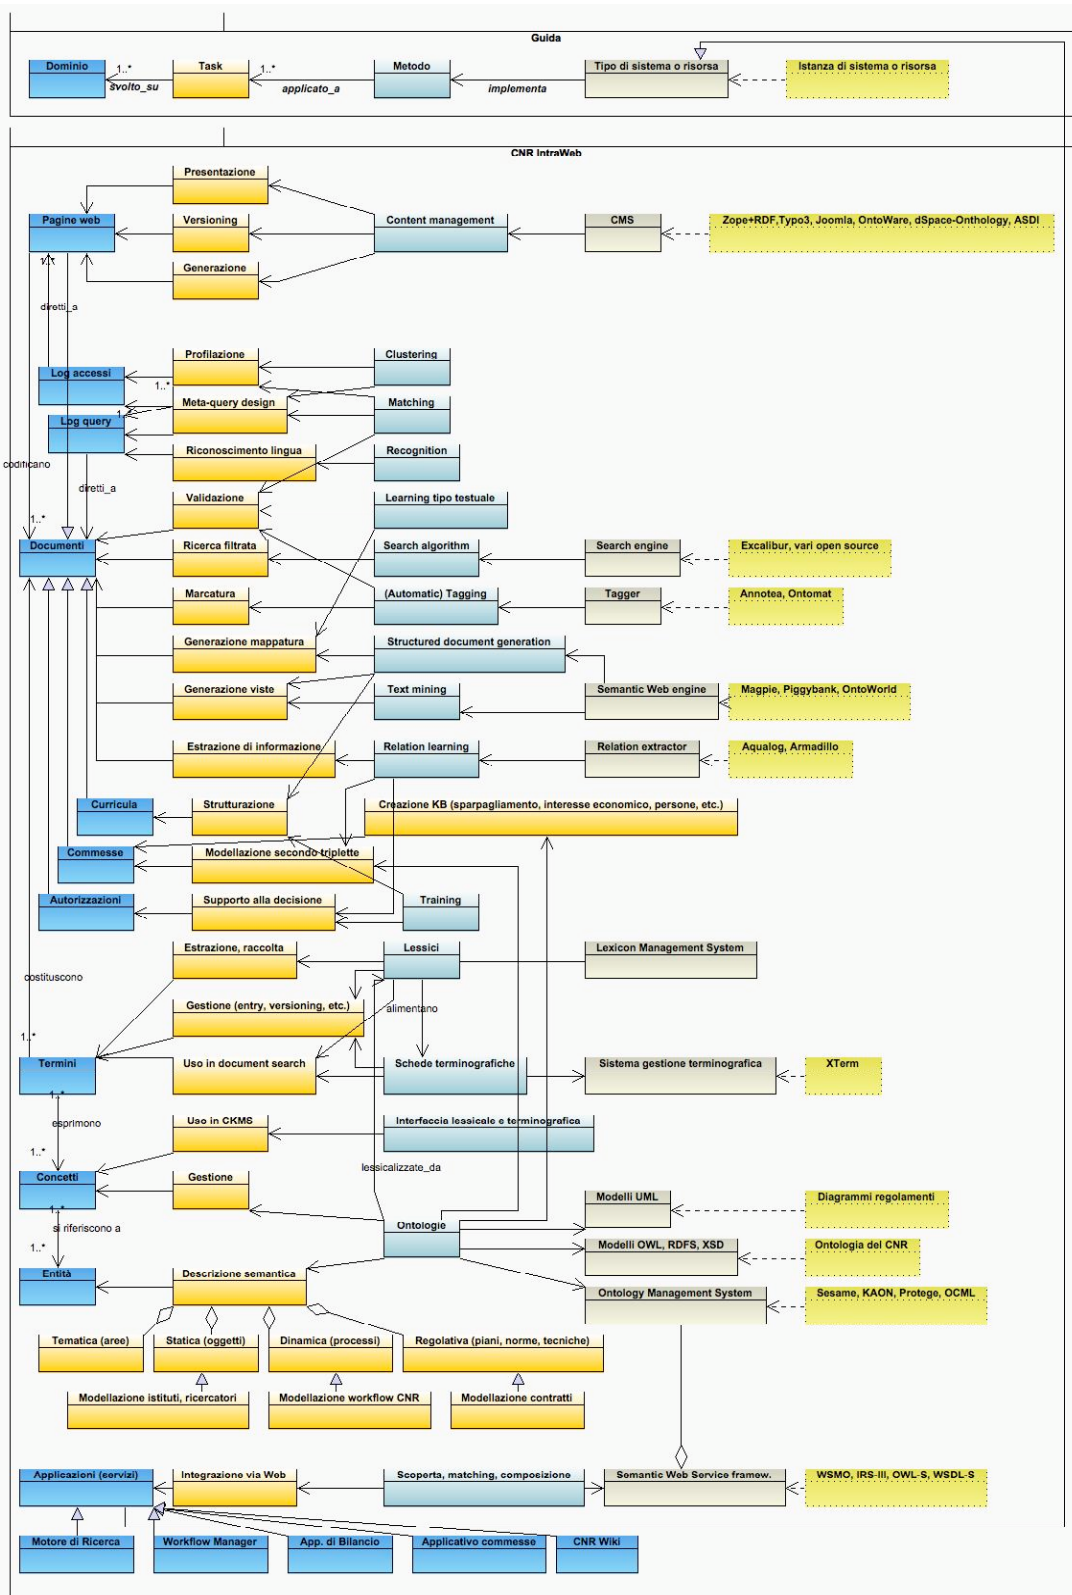 Guida
Dominio
1..*
svolto_su
Task
1..*
applicato_a
Metodo
implementa
Tipo di sistema o risorsa
Istanza di sistema o risorsa
CNR IntraWeb
Presentazione
Pagine web
Versioning
Content management
CMS
Zope+RDF,Typo3, Joomla, OntoWare, dSpace-Onthology, ASDI
1..*
Generazione
diretti_a
Profilazione
Clustering
Log accessi
1..*
Meta-query design
Matching
1..*
Log query
Riconoscimento lingua
Recognition
codificano
diretti_a
Validazione
Learning tipo testuale
1..*
Documenti
Ricerca filtrata
Search algorithm
Search engine
Excalibur, vari open source
Marcatura
(Automatic) Tagging
Tagger
Annotea, Ontomat
Generazione mappatura
Structured document generation
Generazione viste
Text mining
Semantic Web engine
Magpie, Piggybank, OntoWorld
Estrazione di informazione
Relation learning
Relation extractor
Aqualog, Armadillo
Curricula
Strutturazione
Creazione KB (sparpagliamento, interesse economico, persone, etc.)
Commesse
Modellazione secondo triplette
Autorizzazioni
Supporto alla decisione
Training
Estrazione, raccolta
Lessici
Lexicon Management System
costituscono
Gestione (entry, versioning, etc.)
alimentano
1..*
Termini
Uso in document search
Schede terminografiche
Sistema gestione terminografica
XTerm
1..*
esprimono
Uso in CKMS
Interfaccia lessicale e terminografica
1..*
lessicalizzate_da
Concetti
Gestione
Modelli UML
Diagrammi regolamenti
1..*
si riferiscono a
Ontologie
1..*
Modelli OWL, RDFS, XSD
Ontologia del CNR
Entità
Descrizione semantica
Ontology Management System
Sesame, KAON, Protege, OCML
Tematica (aree)
Statica (oggetti)
Dinamica (processi)
Regolativa (piani, norme, tecniche)
Modellazione istituti, ricercatori
Modellazione workflow CNR
Modellazione contratti
Applicazioni (servizi)
Integrazione via Web
Scoperta, matching, composizione
Semantic Web Service framew.
WSMO, IRS-III, OWL-S, WSDL-S
Motore di Ricerca
Workflow Manager
App. di Bilancio
Applicativo commesse
CNR Wiki